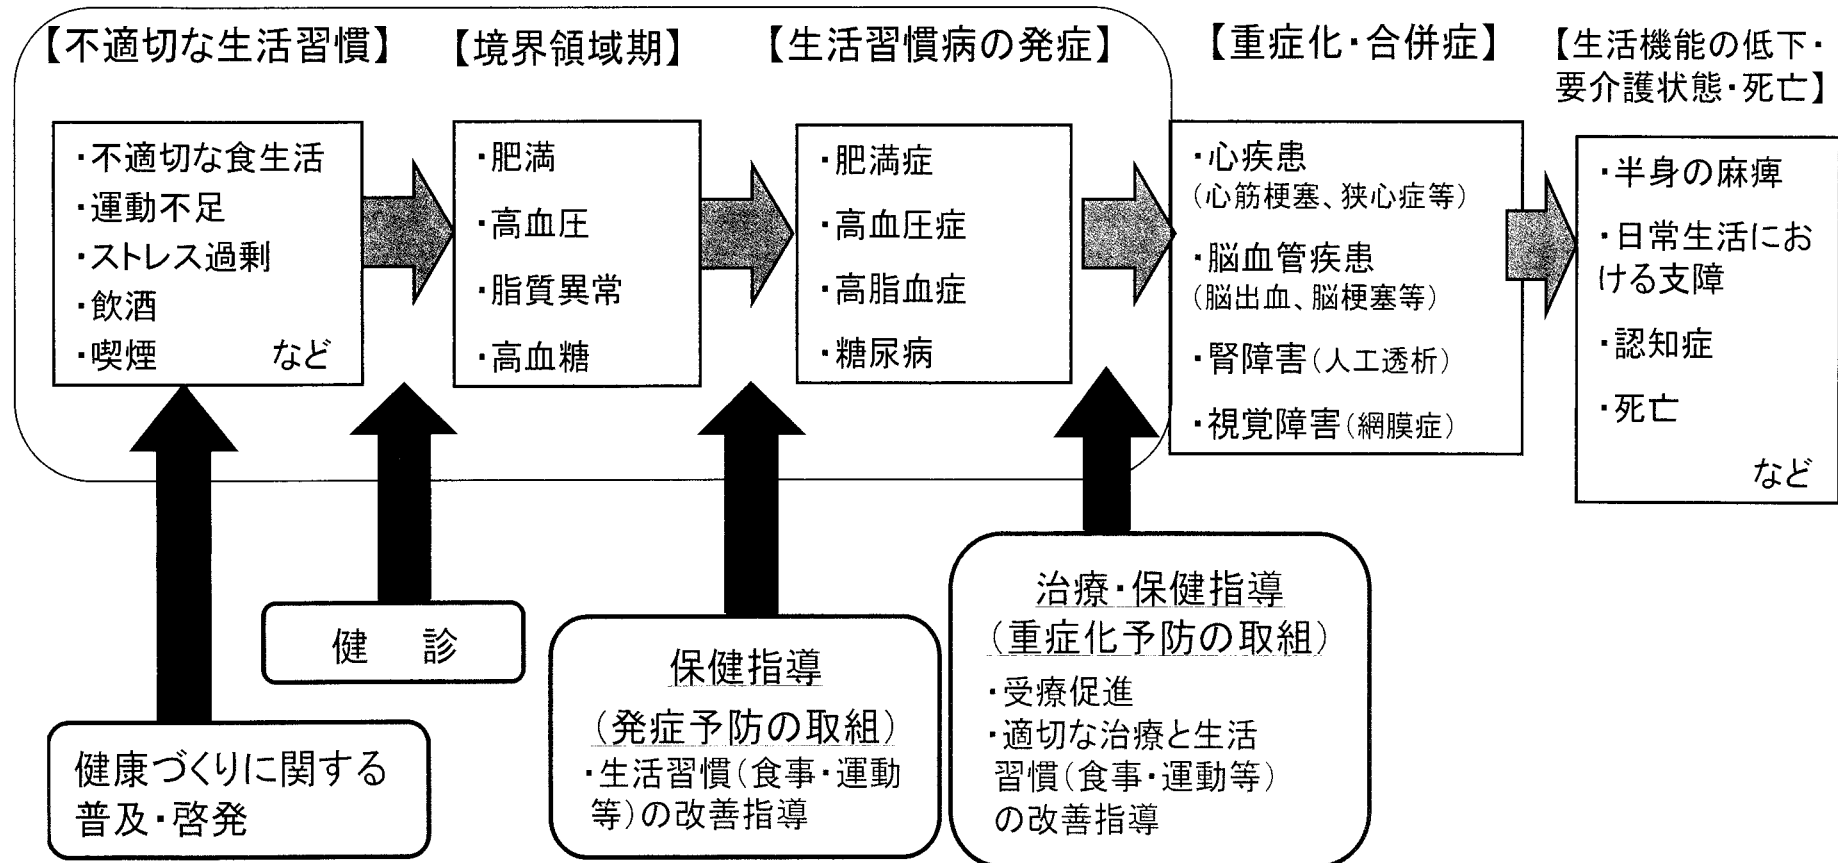 【不適切な生活習慣】
【境界領域期】
【生活習慣病の発症】
【重症化・合併症】
【生活機能の低下・
要介護状態・死亡】
・不適切な食生活
・運動不足
・ストレス過剰
・飲酒
・喫煙 など
・肥満
・高血圧
・脂質異常
・高血糖
・肥満症
・高血圧症
・高脂血症
・糖尿病
・心疾患
(心筋梗塞、狭心症等)
・脳血管疾患
(脳出血、脳梗塞等)
・腎障害(人工透析)
・視覚障害(網膜症)
・半身の麻痺
・日常生活にお
ける支障
・認知症
・死亡
など
健康づくりに関する
普及・啓発
健 診
保健指導
(発症予防の取組)
・生活習慣(食事・運動
等)の改善指導
治療・保健指導
(重症化予防の取組)
・受療促進
・適切な治療と生活
習慣(食事・運動等)
の改善指導